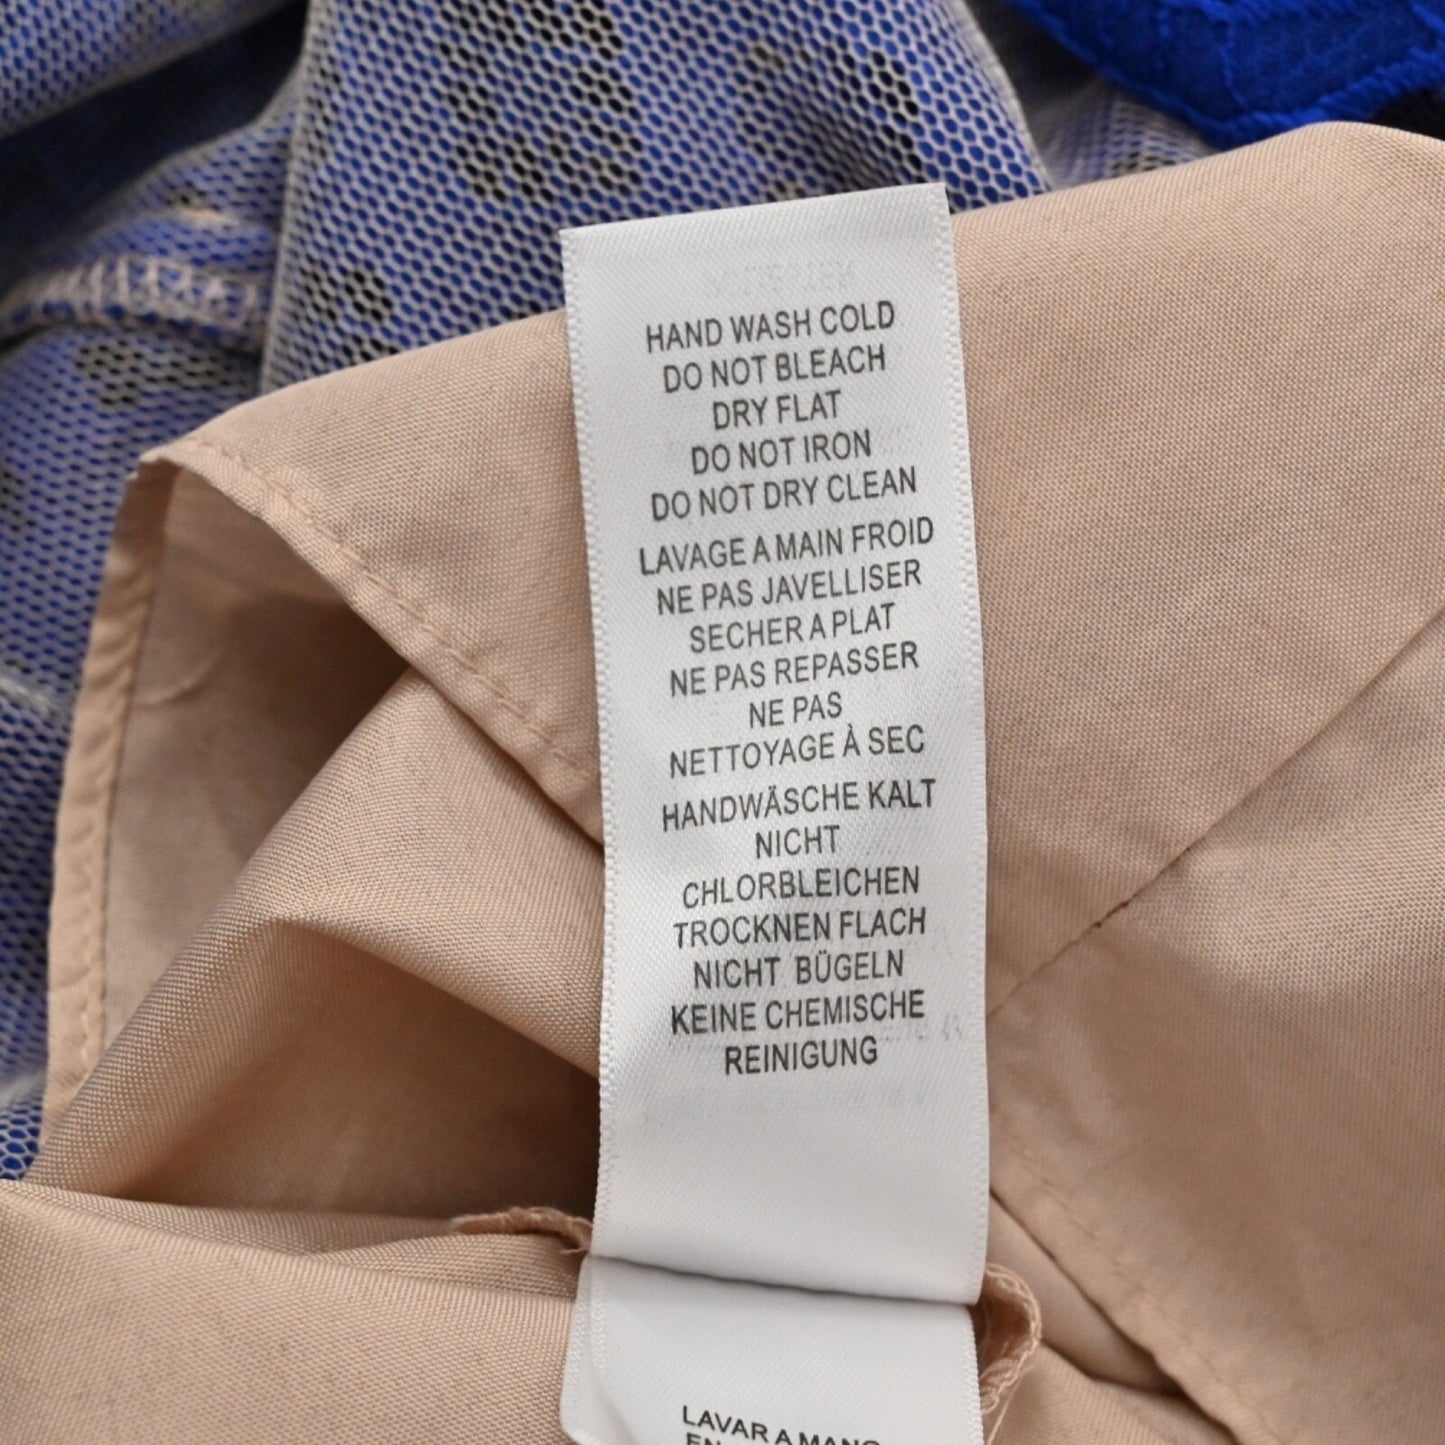 HAND WASH COLD
DO NOT BLEACH
DRY FLAT
DO NOT IRON
DO NOT DRY CLEAN
LAVAGE A MAIN FROID
NE PAS JAVELLISER
SECHER A PLAT
NE PAS REPASSER
NE PAS
NETTOYAGE À SEC
HANDWÄSCHE KALT
NICHT
CHLORBLEICHEN
TROCKNEN FLACH
NICHT BÜGELN
KEINE CHEMISCHE
REINIGUNG
LAVAR A MANO
EN